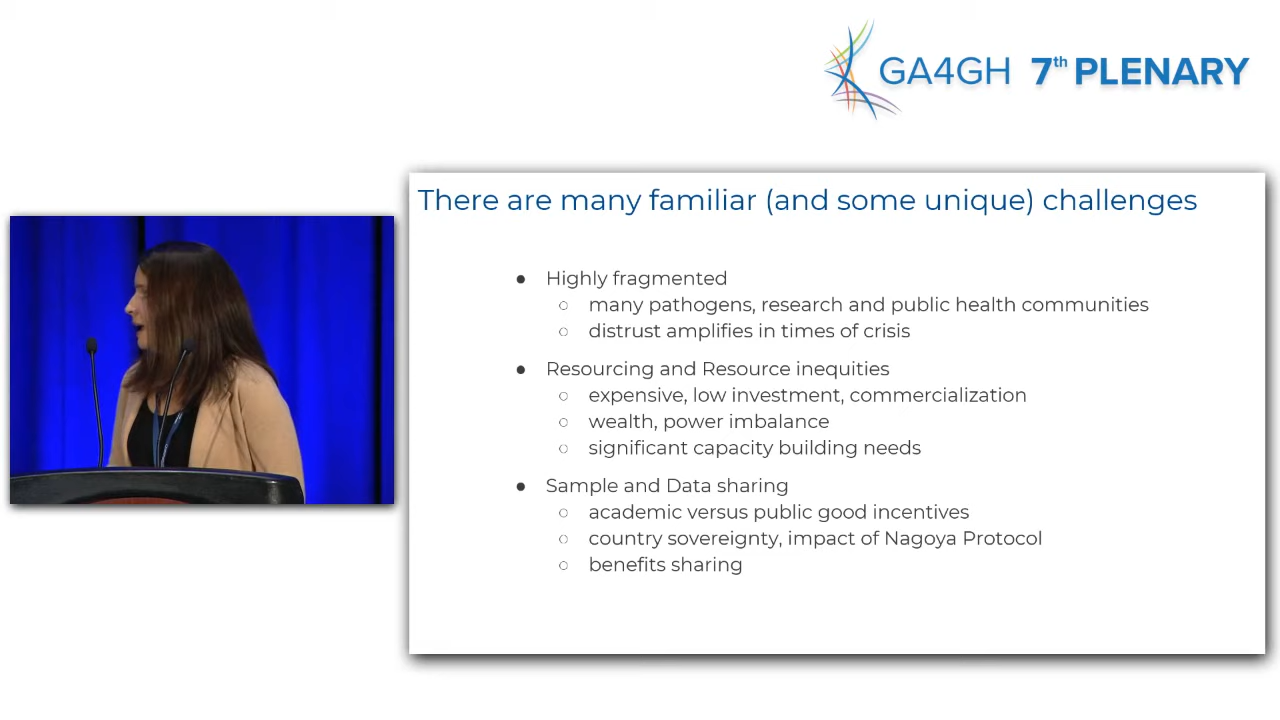 GA4GH 7th PLENARY
There are many familiar (and some unique) challenges
● Highly fragmented
○ many pathogens, research and public health communities
○ distrust amplifies in times of crisis
● Resourcing and Resource inequities
○ expensive, low investment, commercialization
○ wealth, power imbalance
○ significant capacity building needs
● Sample and Data sharing
○ academic versus public good incentives
○ country sovereignty, impact of Nagoya Protocol
○ benefits sharing